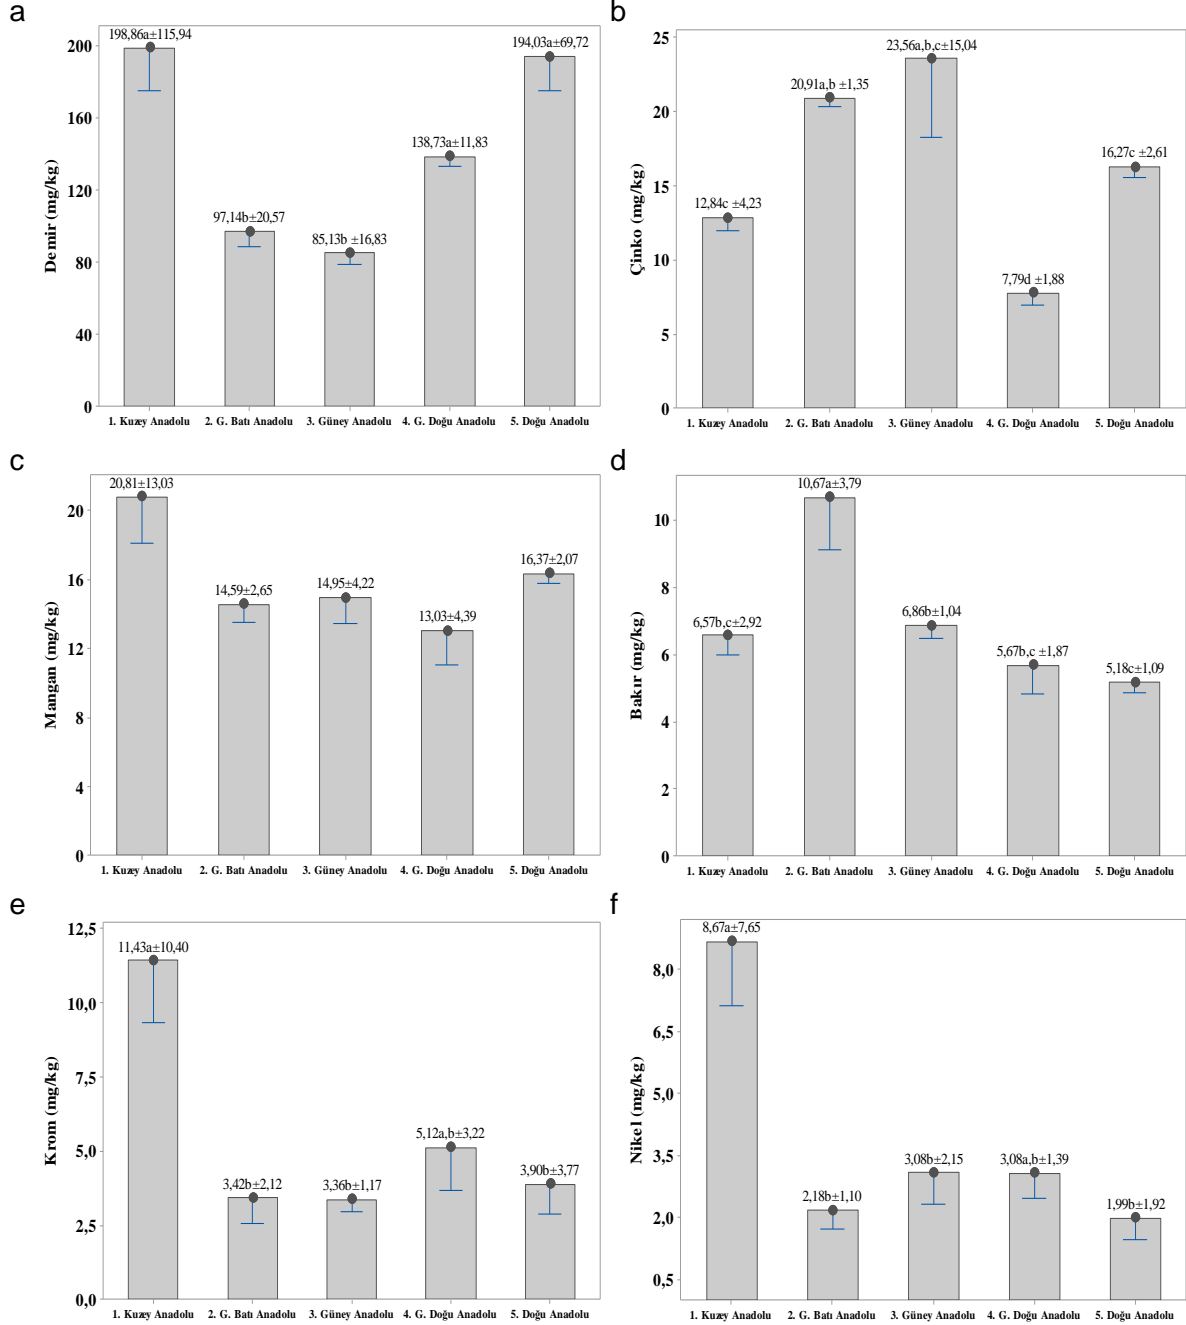 a
198,86a±115,94
194,03a±69,72
138,73a±11,83
97,14b±20,57
85,13b ±16,83
200
160
120
80
40
0
Demir (mg/kg)
1. Kuzey Anadolu 2. G. Batı Anadolu 3. Güney Anadolu 4. G. Doğu Anadolu 5. Doğu Anadolu
b
23,56a,b,c±15,04
20,91a,b ±1,35
16,27c ±2,61
12,84c ±4,23
7,79d ±1,88
25
20
15
10
5
0
Çinko (mg/kg)
1. Kuzey Anadolu 2. G. Batı Anadolu 3. Güney Anadolu 4. G. Doğu Anadolu 5. Doğu Anadolu
c
20,81±13,03
16,37±2,07
14,59±2,65
14,95±4,22
13,03±4,39
20
16
12
8
4
0
Mangan (mg/kg)
1. Kuzey Anadolu 2. G. Batı Anadolu 3. Güney Anadolu 4. G. Doğu Anadolu 5. Doğu Anadolu
d
10,67a±3,79
6,57b,c±2,92
6,86b±1,04
5,67b,c ±1,87
5,18c±1,09
10
8
6
4
2
0
Bakır (mg/kg)
1. Kuzey Anadolu 2. G. Batı Anadolu 3. Güney Anadolu 4. G. Doğu Anadolu 5. Doğu Anadolu
e
11,43a±10,40
5,12a,b±3,22
3,90b±3,77
3,42b±2,12
3,36b±1,17
12,5
10,0
7,5
5,0
2,5
0,0
Krom (mg/kg)
1. Kuzey Anadolu 2. G. Batı Anadolu 3. Güney Anadolu 4. G. Doğu Anadolu 5. Doğu Anadolu
f
8,67a±7,65
3,08b±2,15
3,08a,b±1,39
2,18b±1,10
1,99b±1,92
8,0
6,5
5,0
3,5
2,0
0,5
Nikel (mg/kg)
1. Kuzey Anadolu 2. G. Batı Anadolu 3. Güney Anadolu 4. G. Doğu Anadolu 5. Doğu Anadolu